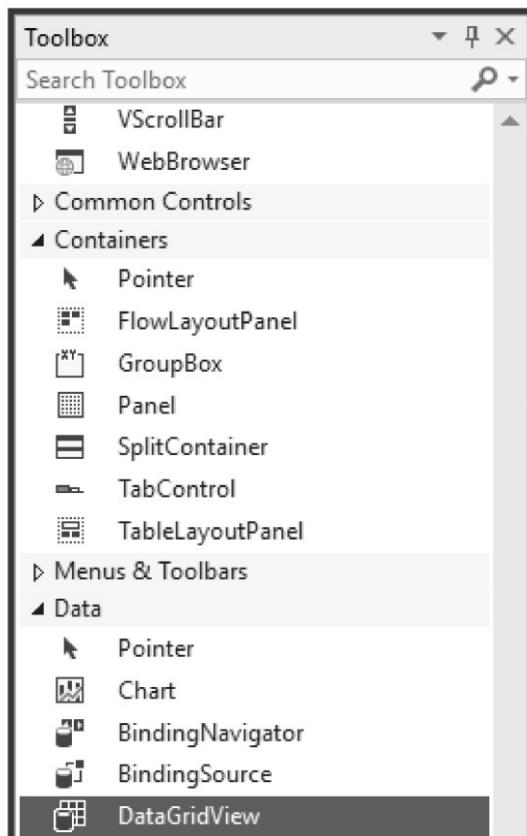 Toolbox
Search Toolbox
VScrollBar
WebBrowser
Common Controls
Containers
Pointer
FlowLayoutPanel
GroupBox
Panel
SplitContainer
TabControl
TableLayoutPanel
Menus & Toolbars
Data
Pointer
Chart
BindingNavigator
BindingSource
DataGridView